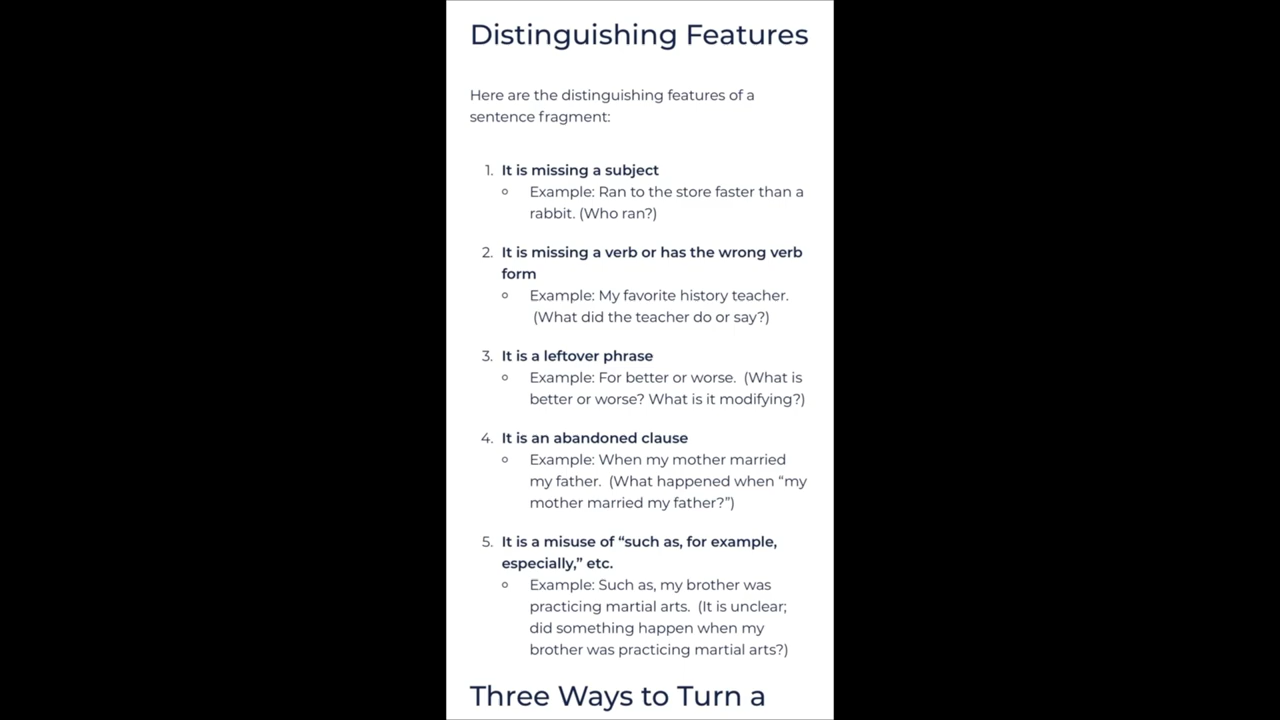 Distinguishing Features
Here are the distinguishing features of a
sentence fragment:
1. It is missing a subject
○ Example: Ran to the store faster than a
rabbit. (Who ran?)
2. It is missing a verb or has the wrong verb
form
○ Example: My favorite history teacher.
(What did the teacher do or say?)
3. It is a leftover phrase
○ Example: For better or worse.  (What is
better or worse? What is it modifying?)
4. It is an abandoned clause
○ Example: When my mother married
my father.  (What happened when “my
mother married my father?”)
5. It is a misuse of “such as, for example,
especially,” etc.
○ Example: Such as, my brother was
practicing martial arts.  (It is unclear;
did something happen when my
brother was practicing martial arts?)
Three Ways to Turn a